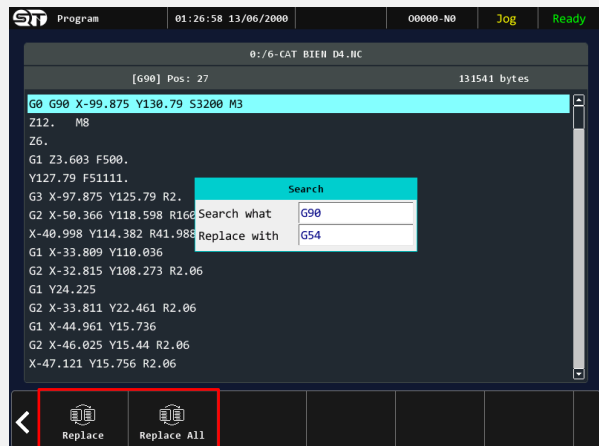 ST Program 01:26:58 13/06/2000 O0000-N0 Jog Ready
0:/6-CAT BIEN D4.NC
[G90] Pos: 27 131541 bytes
G0 G90 X-99.875 Y130.79 S3200 M3
Z12. M8
Z6.
G1 Z3.603 F500.
Y127.79 F51111.
G3 X-97.875 Y125.79 R2.
G2 X-50.366 Y118.598 R160
X-40.998 Y114.382 R41.988
G1 X-33.809 Y110.036
G2 X-32.815 Y108.273 R2.06
G1 Y24.225
G2 X-33.811 Y22.461 R2.06
G1 X-44.961 Y15.736
G2 X-46.025 Y15.44 R2.06
X-47.121 Y15.756 R2.06
Search
Search what G90
Replace with G54
Replace Replace All